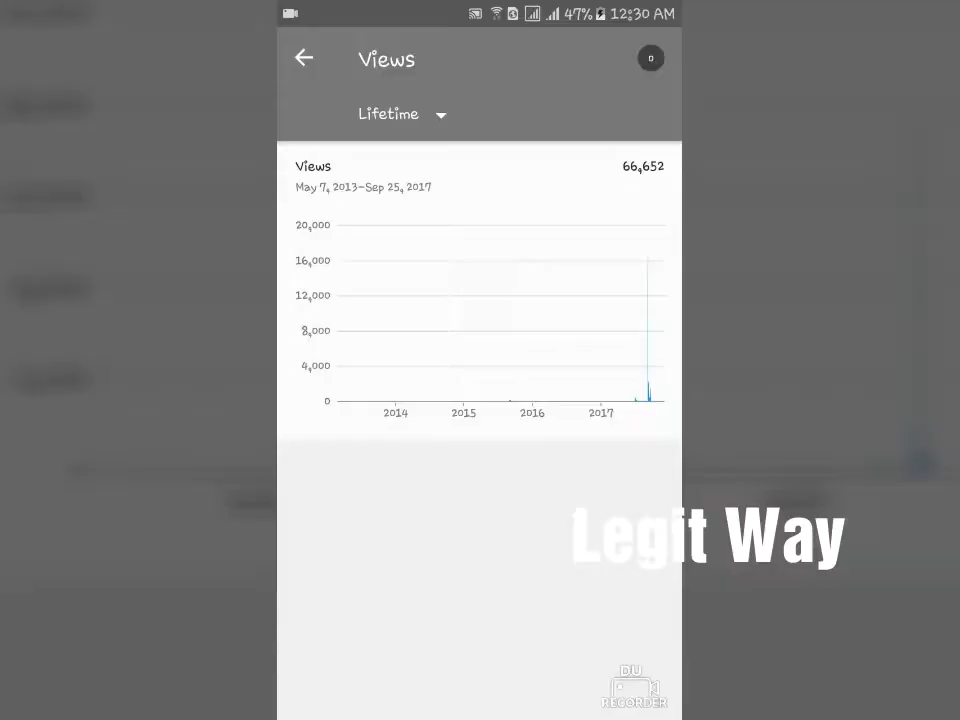 47% 12:30 AM
Views
0
Lifetime
Views 66,652
May 7, 2013–Sep 25, 2017
20,000
16,000
12,000
8,000
4,000
0
2014 2015 2016 2017
Legit Way
DU
RECORDER